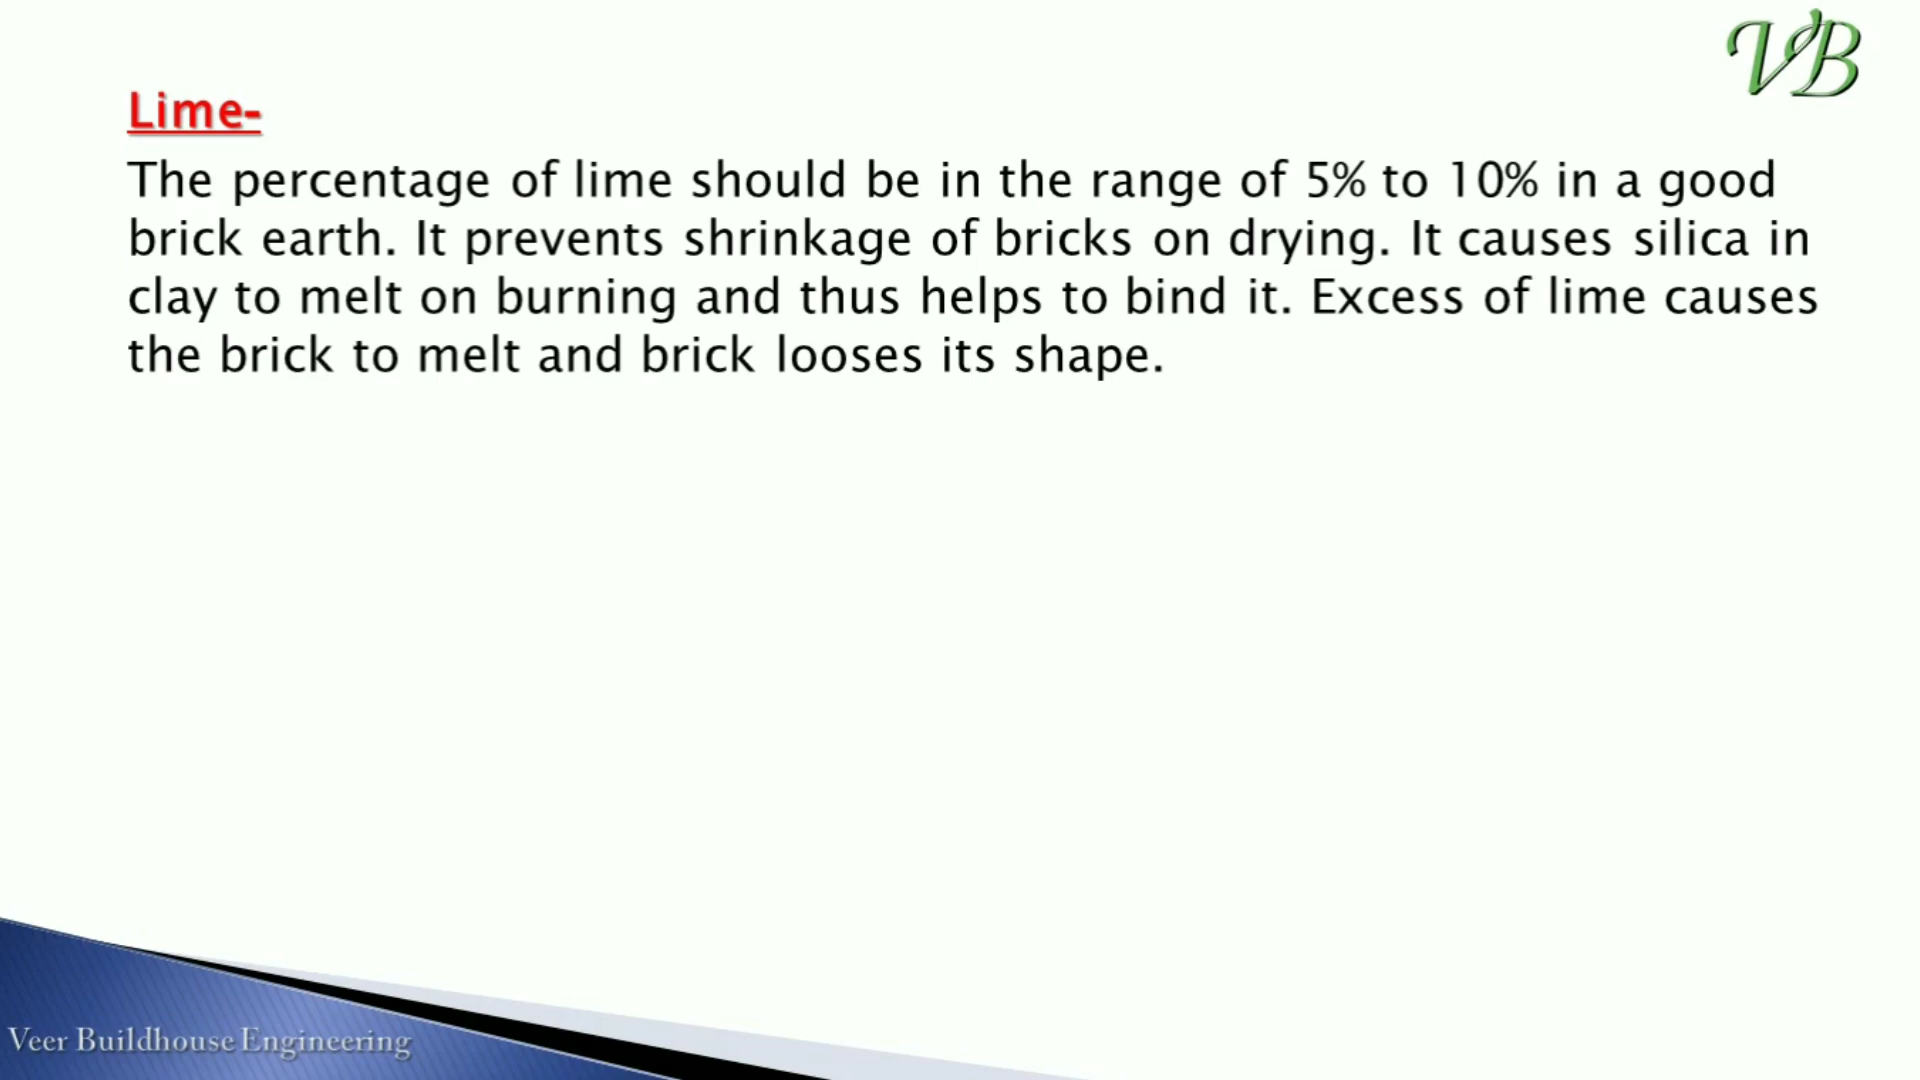 VB
Lime-
The percentage of lime should be in the range of 5% to 10% in a good
brick earth. It prevents shrinkage of bricks on drying. It causes silica in
clay to melt on burning and thus helps to bind it. Excess of lime causes
the brick to melt and brick looses its shape.
Veer Buildhouse Engineering